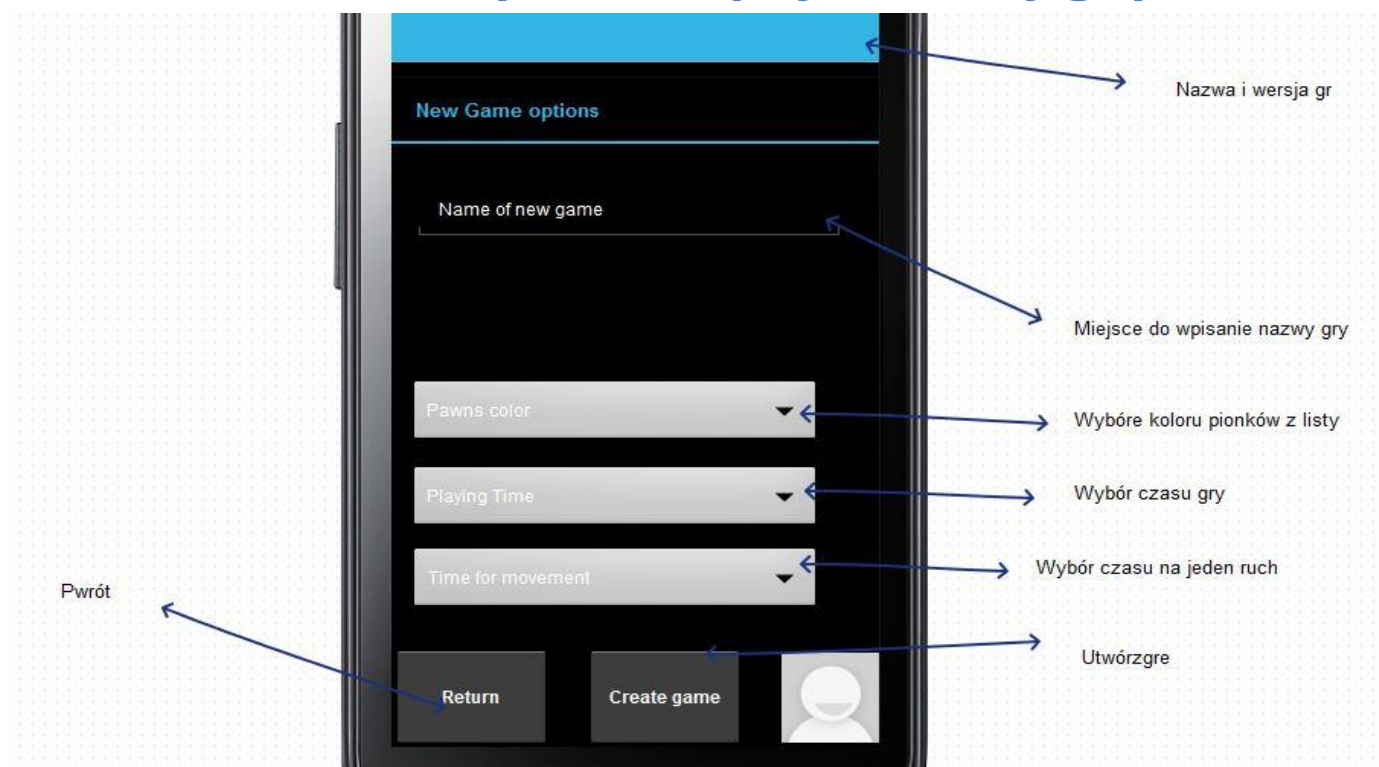 Nazwa i wersja gr
New Game options
Name of new game
Miejsce do wpisanie nazwy gry
Pawns color
Wybóre koloru pionków z listy
Playing Time
Wybór czasu gry
Time for movement
Wybór czasu na jeden ruch
Pwrót
Utwórzgre
Return
Create game